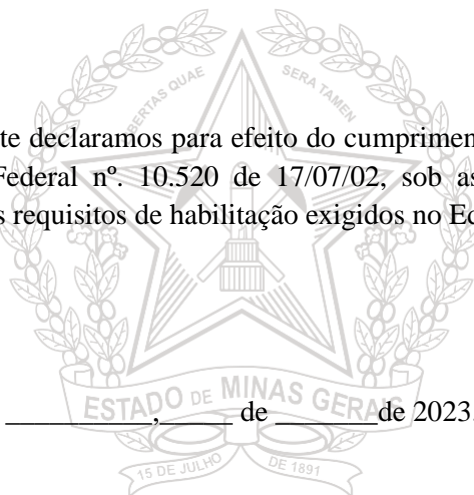 LIBERTAS QUAE SERA TAMEN
te declaramos para efeito do cumprimen
Federal nº. 10.520 de 17/07/02, sob as
s requisitos de habilitação exigidos no Ed
ESTADO DE MINAS GERAIS
___________,_____ de _______de 2023.
15 DE JULHO DE 1891